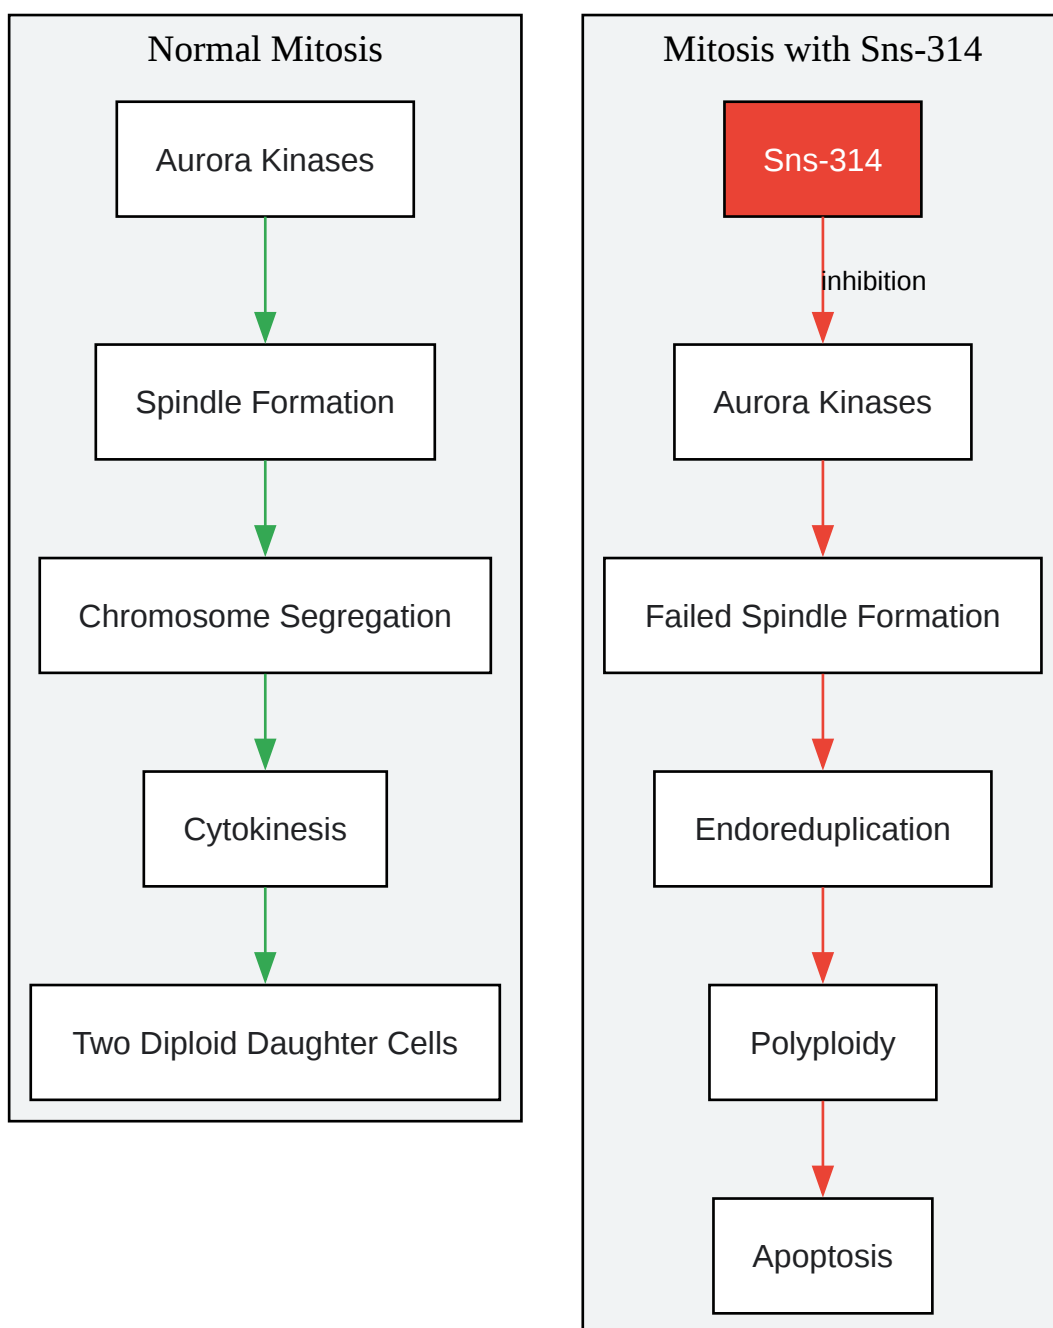 Normal Mitosis
Aurora Kinases
Spindle Formation
Chromosome Segregation
Cytokinesis
Two Diploid Daughter Cells
Mitosis with Sns-314
Sns-314
inhibition
Aurora Kinases
Failed Spindle Formation
Endoreduplication
Polyploidy
Apoptosis